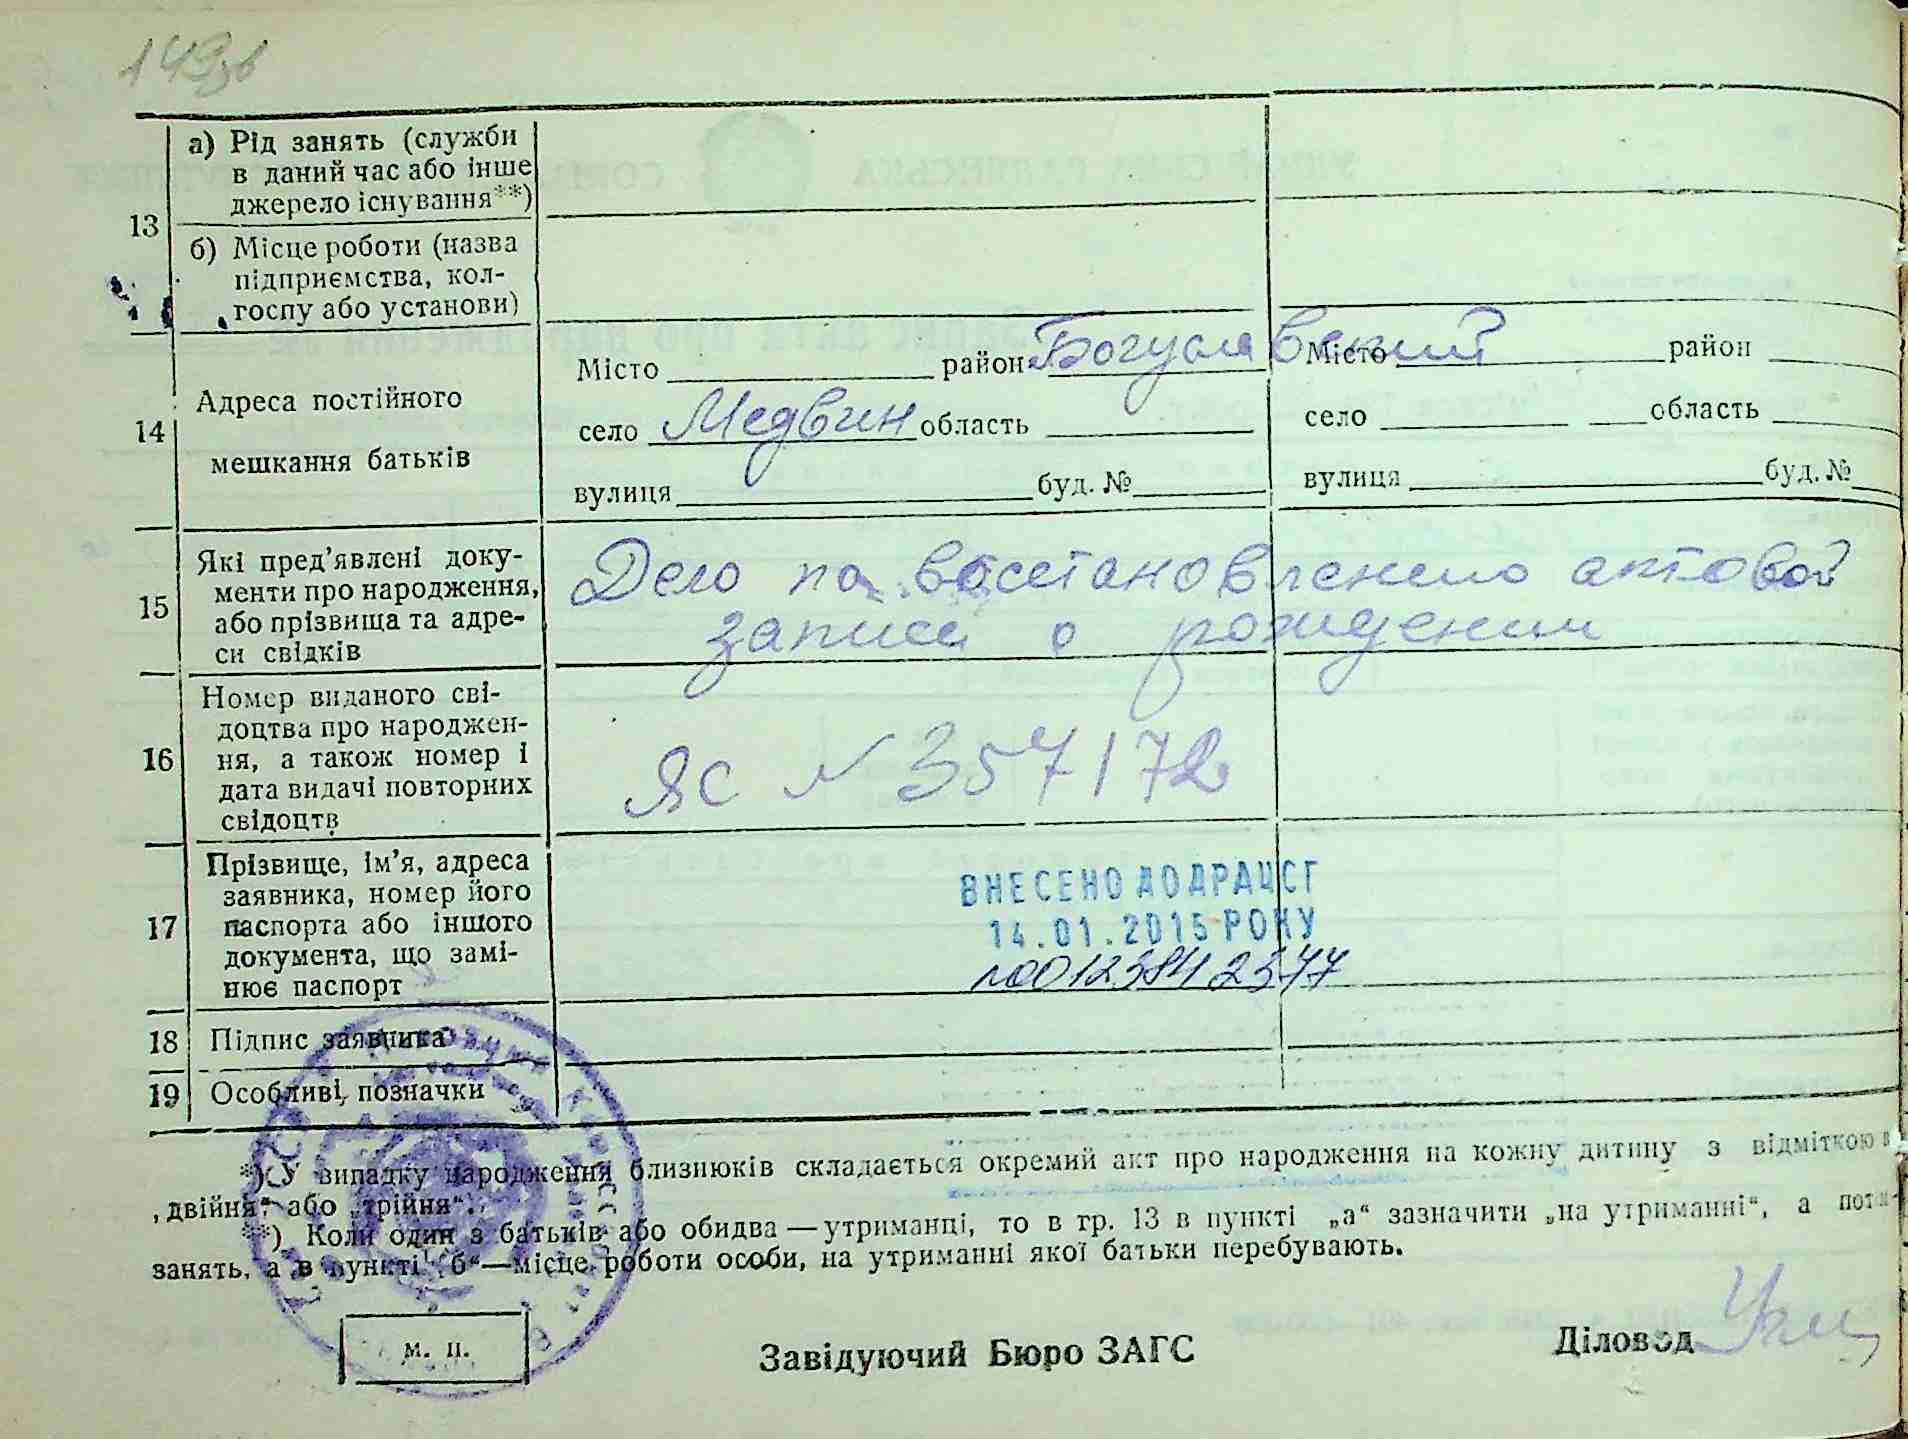 143зв
13
а) Рід занять (служби
в даний час або інше
джерело існування**)
б) Місце роботи (назва
підприємства, кол-
госпу або установи)
14
Адреса постійного
мешкання батьків
Місто район Богуславский
село Медвин область
вулиця буд. №
Місто район
село область
вулиця буд. №
15
Які пред’явлені доку-
менти про народження,
або прізвища та адре-
си свідків
Дело по восстановлению актовой
записи о рождении
16
Номер виданого сві-
доцтва про народжен-
ня, а також номер і
дата видачі повторних
свідоцтв
ЯС № 357172
17
Прізвище, ім’я, адреса
заявника, номер його
паспорта або іншого
документа, що замі-
нює паспорт
ВНЕСЕНО ДО ДРАЦСГ
14.01.2015 РОКУ
18 Підпис заявника
19 Особливі позначки
*) У випадку народження близнюків складається окремий акт про народження на кожну дитину з відміткою
„двійня“ або „трійня“.
**) Коли один з батьків або обидва — утриманці, то в гр. 13 в пункті „а“ зазначити „на утриманні“, а
занять, а в пункті „б“ — місце роботи особи, на утриманні якої батьки перебувають.
м. п.
Завідуючий Бюро ЗАГС
Діловод